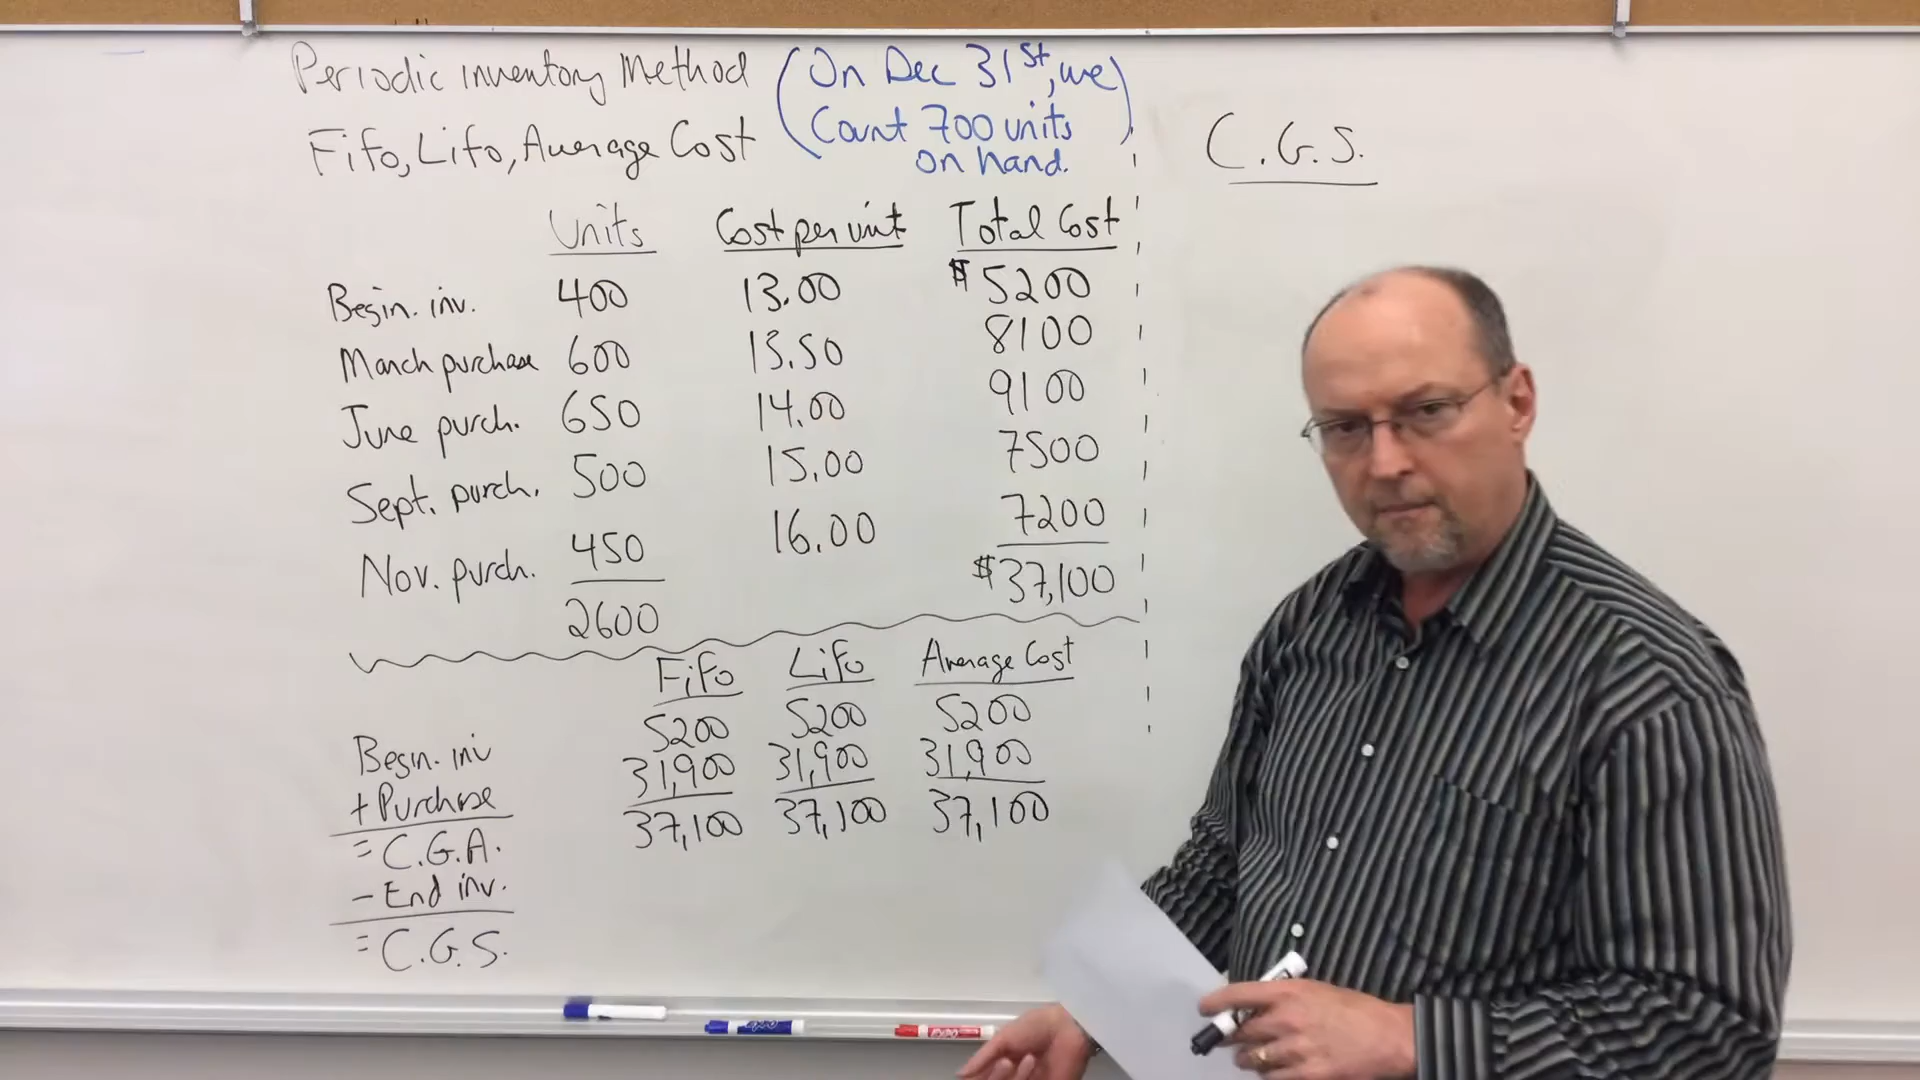 Periodic inventory Method
Fifo, Lifo, Average Cost
(On Dec 31st, we
Count 700 units
on hand.)
C.G.S.
Units Cost per unit Total Cost
Begin. inv. 400 13.00 $5200
March purchase 600 13.50 8100
June purch. 650 14.00 9100
Sept. purch. 500 15.00 7500
Nov. purch. 450 16.00 7200
2600 $37,100
Fifo Lifo Average Cost
Begin. inv 5200 5200 5200
+ Purchase 31,900 31,900 31,900
= C.G.A. 37,100 37,100 37,100
- End inv.
= C.G.S.
EXPO